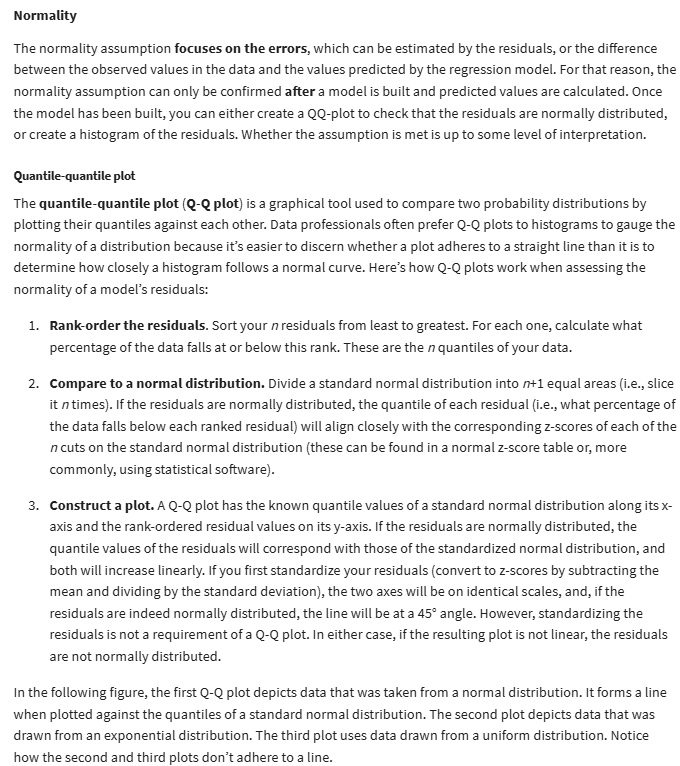 Normality
The normality assumption focuses on the errors, which can be estimated by the residuals, or the difference
between the observed values in the data and the values predicted by the regression model. For that reason, the
normality assumption can only be confirmed after a model is built and predicted values are calculated. Once
the model has been built, you can either create a QQ-plot to check that the residuals are normally distributed,
or create a histogram of the residuals. Whether the assumption is met is up to some level of interpretation.
Quantile-quantile plot
The quantile-quantile plot (Q-Q plot) is a graphical tool used to compare two probability distributions by
plotting their quantiles against each other. Data professionals often prefer Q-Q plots to histograms to gauge the
normality of a distribution because it's easier to discern whether a plot adheres to a straight line than it is to
determine how closely a histogram follows a normal curve. Here's how Q-Q plots work when assessing the
normality of a model's residuals:
1. Rank-order the residuals. Sort your n residuals from least to greatest. For each one, calculate what
percentage of the data falls at or below this rank. These are the n quantiles of your data.
2. Compare to a normal distribution. Divide a standard normal distribution into n+1 equal areas (i.e., slice
it n times). If the residuals are normally distributed, the quantile of each residual (i.e., what percentage of
the data falls below each ranked residual) will align closely with the corresponding z-scores of each of the
n cuts on the standard normal distribution (these can be found in a normal z-score table or, more
commonly, using statistical software).
3. Construct a plot. A Q-Q plot has the known quantile values of a standard normal distribution along its x-
axis and the rank-ordered residual values on its y-axis. If the residuals are normally distributed, the
quantile values of the residuals will correspond with those of the standardized normal distribution, and
both will increase linearly. If you first standardize your residuals (convert to z-scores by subtracting the
mean and dividing by the standard deviation), the two axes will be on identical scales, and, if the
residuals are indeed normally distributed, the line will be at a 45° angle. However, standardizing the
residuals is not a requirement of a Q-Q plot. In either case, if the resulting plot is not linear, the residuals
are not normally distributed.
In the following figure, the first Q-Q plot depicts data that was taken from a normal distribution. It forms a line
when plotted against the quantiles of a standard normal distribution. The second plot depicts data that was
drawn from an exponential distribution. The third plot uses data drawn from a uniform distribution. Notice
how the second and third plots don't adhere to a line.